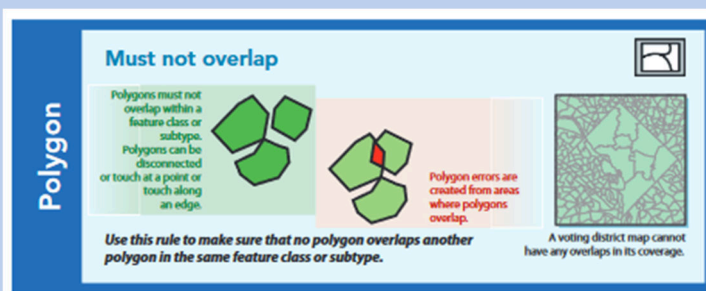 Polygon
Must not overlap
Polygons must not
overlap within a
feature class or
subtype.
Polygons can be
disconnected
or touch at a point or
touch along
an edge.
Polygon errors are
created from areas
where polygons
overlap.
Use this rule to make sure that no polygon overlaps another
polygon in the same feature class or subtype.
A voting district map cannot
have any overlaps in its coverage.